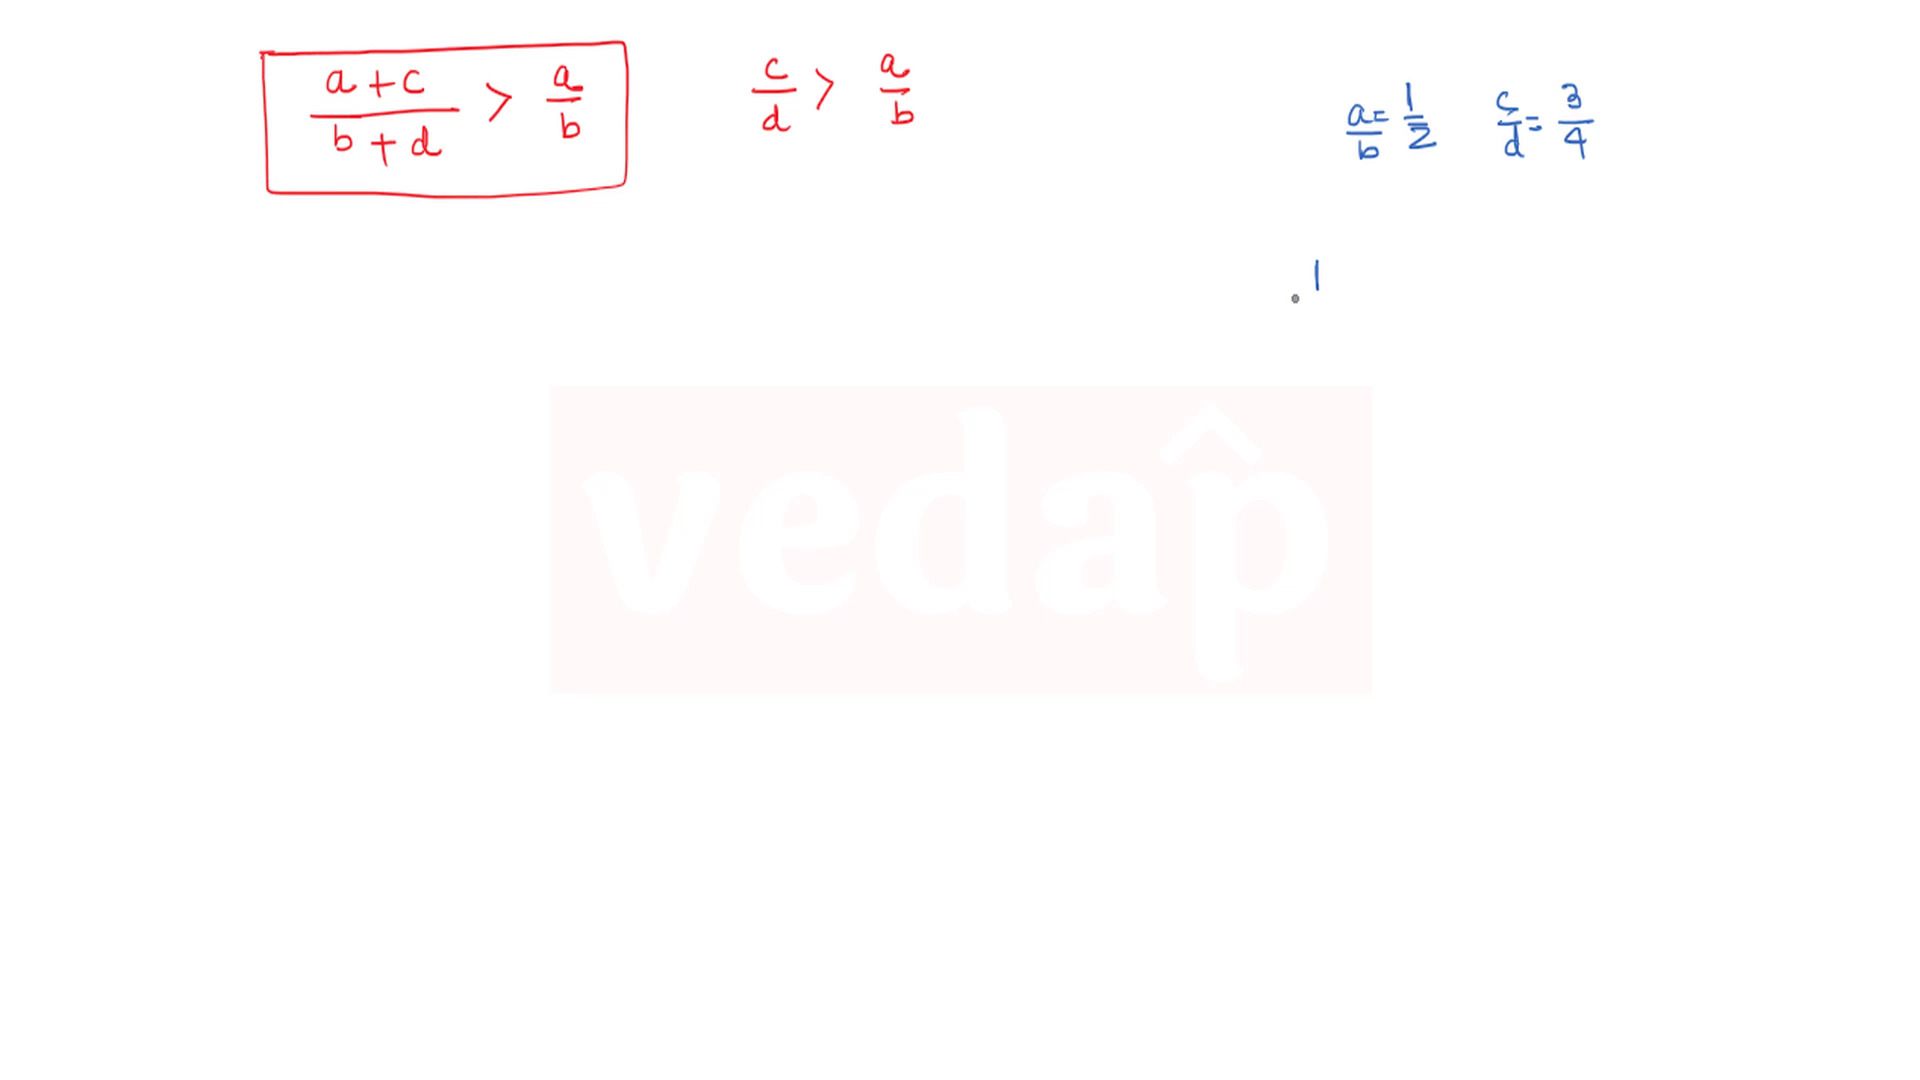 (a+c)/(b+d) > a/b    c/d > a/b    a/b = 1/2    c/d = 3/4
1
vedap̂